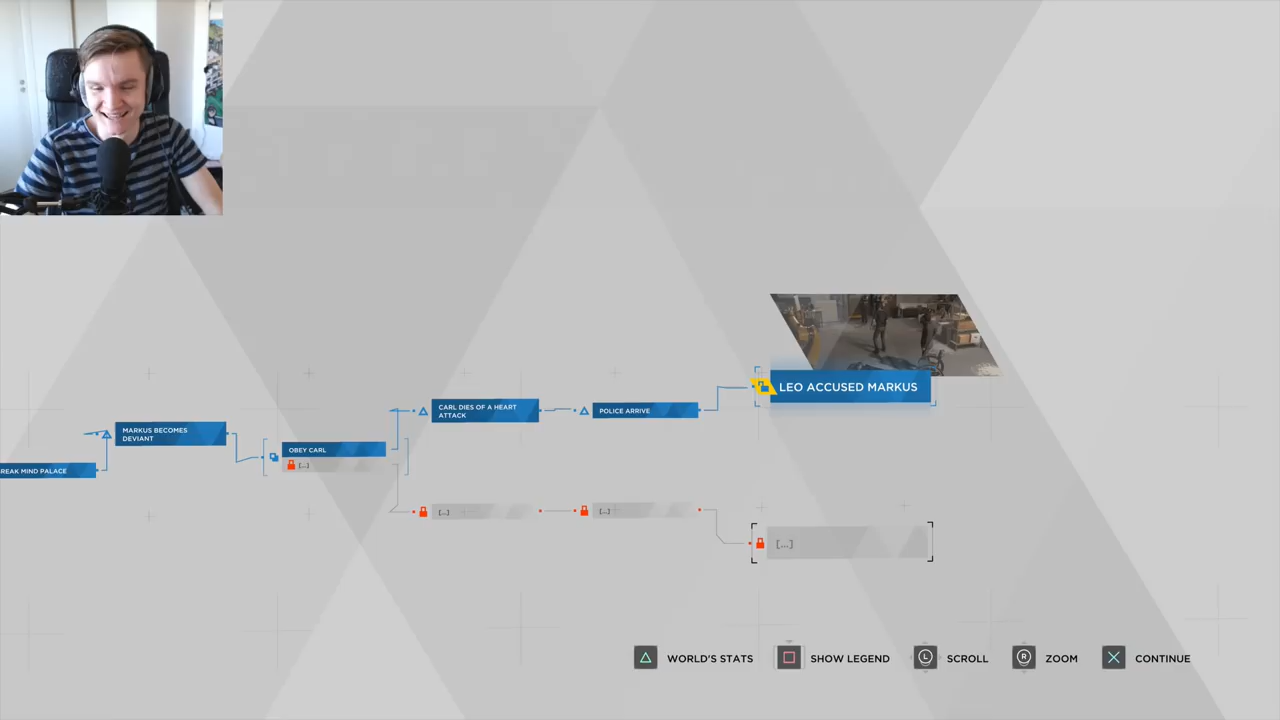 LEO ACCUSED MARKUS
CARL DIES OF A HEART
ATTACK
POLICE ARRIVE
MARKUS BECOMES
DEVIANT
OBEY CARL
[...]
REAK MIND PALACE
[...]
[...]
[...]
WORLD'S STATS
SHOW LEGEND
L
SCROLL
R
ZOOM
CONTINUE